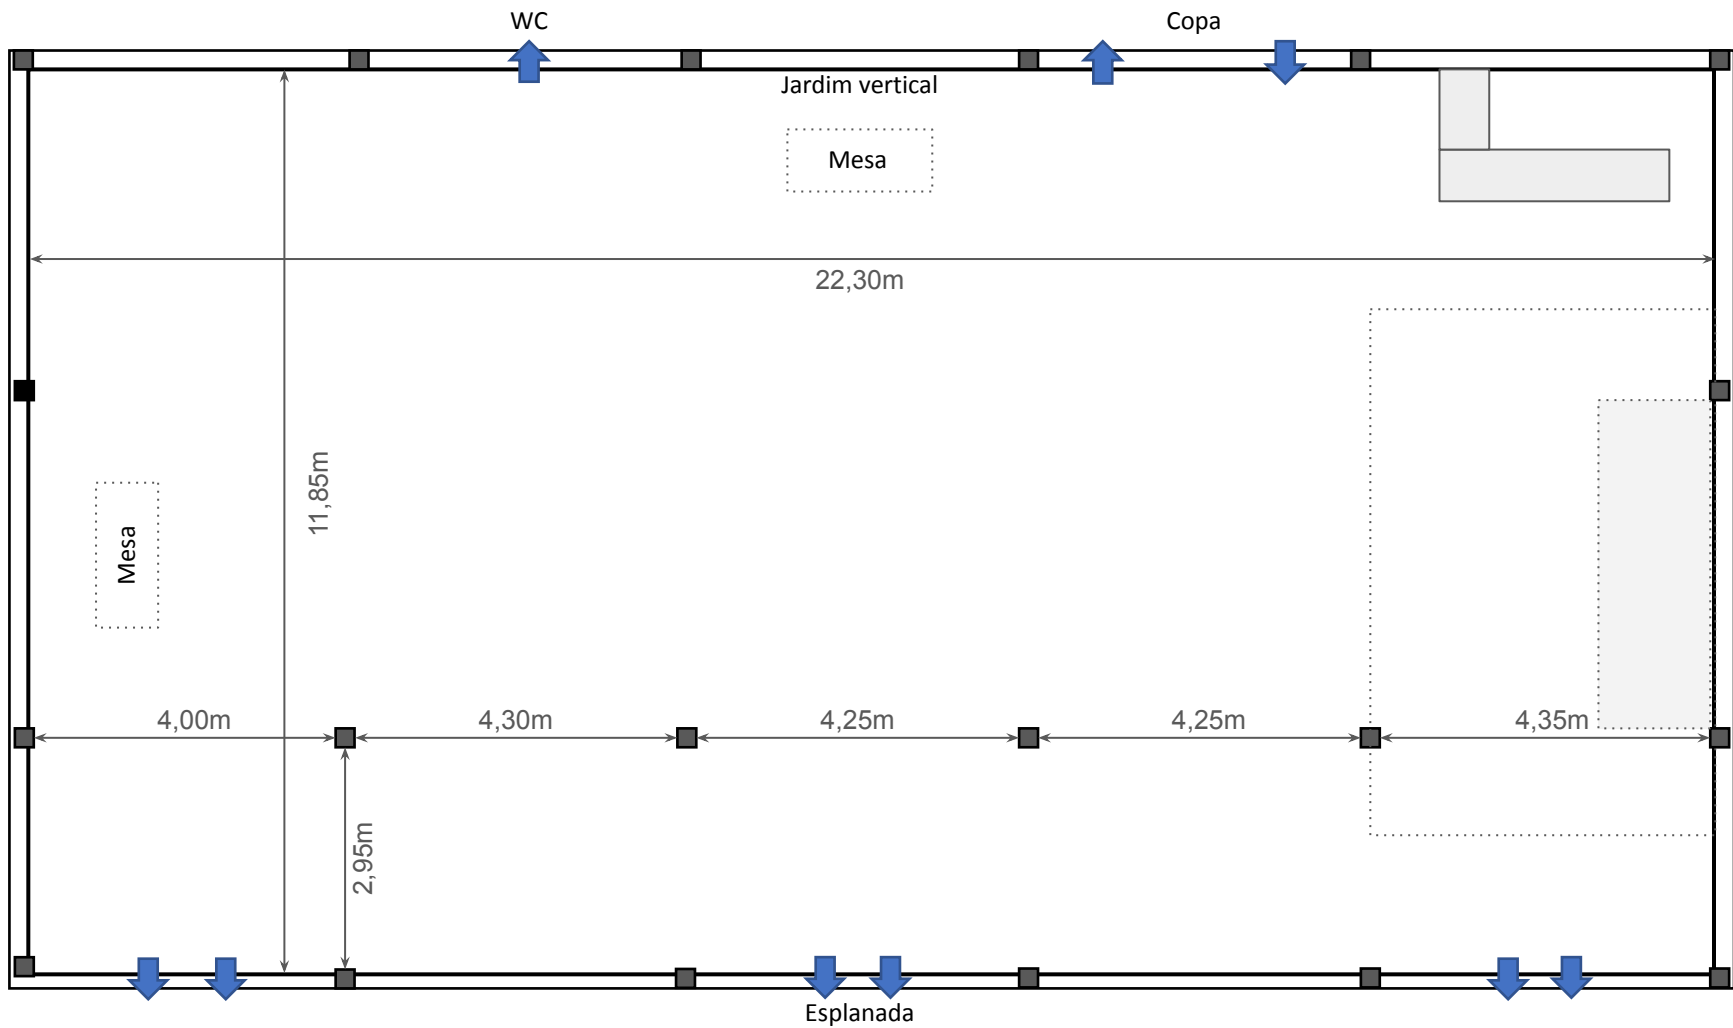 WC
Copa
Jardim vertical
Mesa
22,30m
11,85m
Mesa
4,00m
4,30m
4,25m
4,25m
4,35m
2,95m
Esplanada